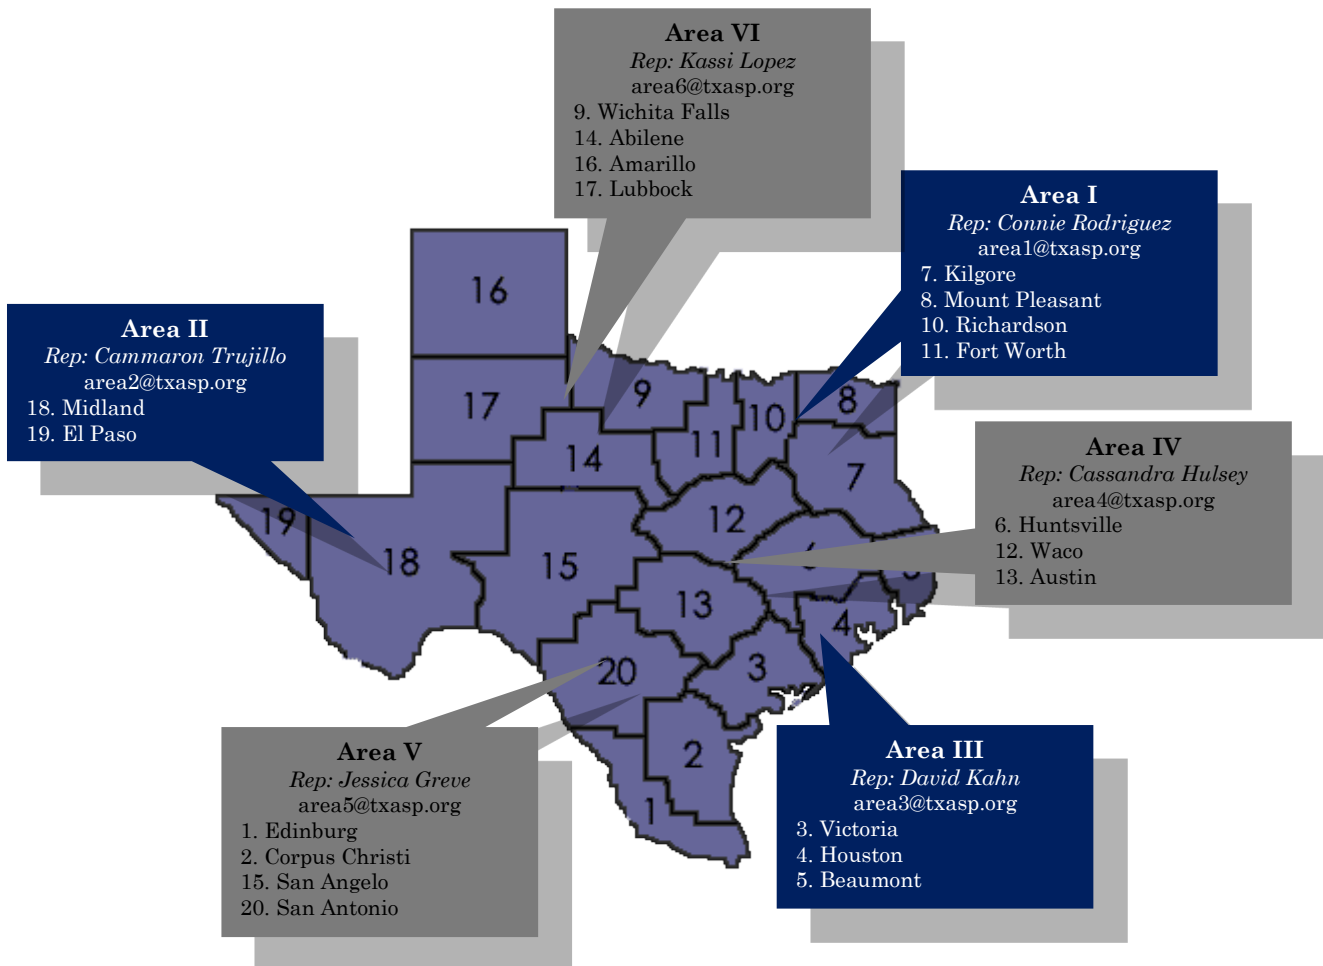 Area VI
Rep: Kassi Lopez
area6@txasp.org
9. Wichita Falls
14. Abilene
16. Amarillo
17. Lubbock
Area I
Rep: Connie Rodriguez
area1@txasp.org
7. Kilgore
8. Mount Pleasant
10. Richardson
11. Fort Worth
Area II
Rep: Cammaron Trujillo
area2@txasp.org
18. Midland
19. El Paso
Area IV
Rep: Cassandra Hulsey
area4@txasp.org
6. Huntsville
12. Waco
13. Austin
Area V
Rep: Jessica Greve
area5@txasp.org
1. Edinburg
2. Corpus Christi
15. San Angelo
20. San Antonio
Area III
Rep: David Kahn
area3@txasp.org
3. Victoria
4. Houston
5. Beaumont
16
17
9
8
10
11
14
7
19
12
18
15
13
4
20
3
2
1